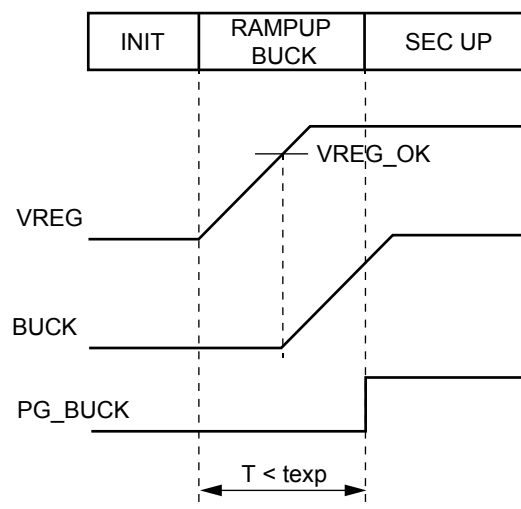 INIT
RAMPUP
BUCK
SEC UP
VREG_OK
VREG
BUCK
PG_BUCK
T < texp